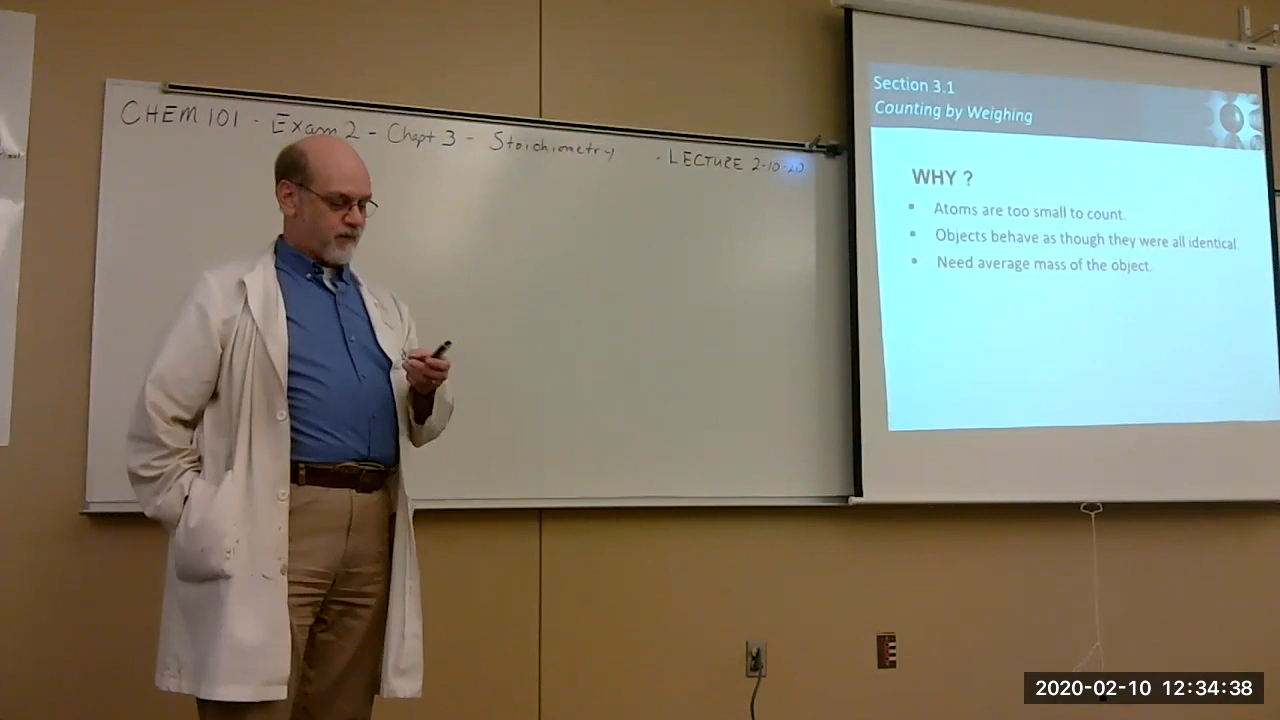 CHEM 101 - Exam 2 - Chapt 3 - Stoichiometry - LECTURE 2-10-20
Section 3.1
Counting by Weighing
WHY ?
Atoms are too small to count.
Objects behave as though they were all identical.
Need average mass of the object.
2020-02-10 12:34:38